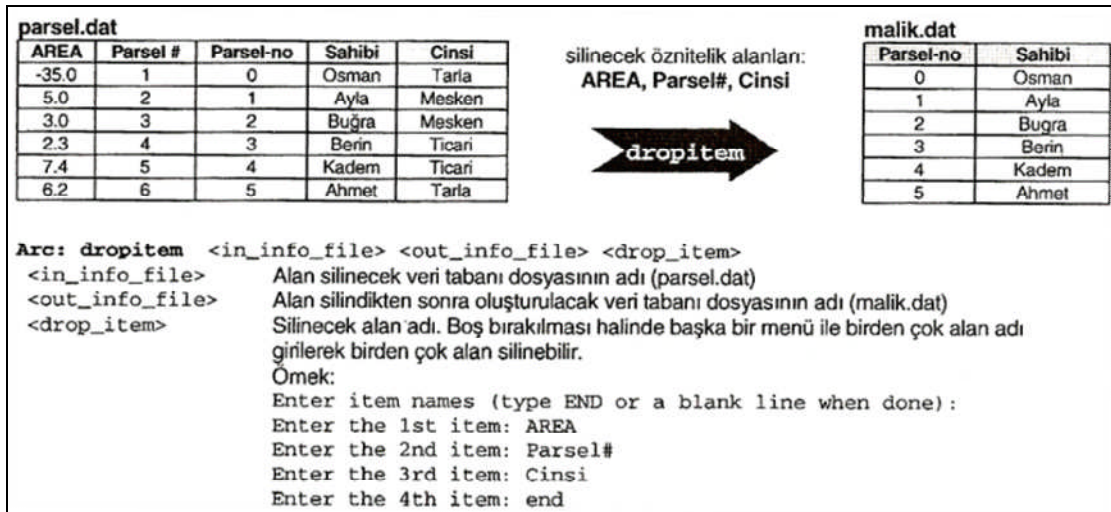 parsel.dat
AREA Parsel # Parsel-no Sahibi Cinsi
-35.0 1 0 Osman Tarla
5.0 2 1 Ayla Mesken
3.0 3 2 Buğra Mesken
2.3 4 3 Berin Ticari
7.4 5 4 Kadem Ticari
6.2 6 5 Ahmet Tarla
silinecek öznitelik alanları:
AREA, Parsel#, Cinsi
dropitem
malik.dat
Parsel-no Sahibi
0 Osman
1 Ayla
2 Bugra
3 Berin
4 Kadem
5 Ahmet
Arc: dropitem <in_info_file> <out_info_file> <drop_item>
<in_info_file> Alan silinecek veri tabanı dosyasının adı (parsel.dat)
<out_info_file> Alan silindikten sonra oluşturulacak veri tabanı dosyasının adı (malik.dat)
<drop_item> Silinecek alan adı. Boş bırakılması halinde başka bir menü ile birden çok alan adı
girilerek birden çok alan silinebilir.
Örnek:
Enter item names (type END or a blank line when done):
Enter the 1st item: AREA
Enter the 2nd item: Parsel#
Enter the 3rd item: Cinsi
Enter the 4th item: end